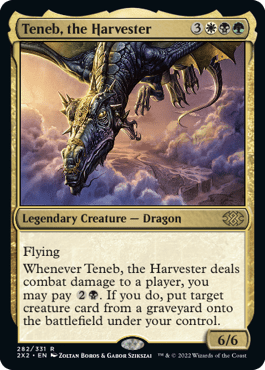 Teneb, the Harvester 3
Legendary Creature — Dragon
Flying
Whenever Teneb, the Harvester deals
combat damage to a player, you
may pay 2. If you do, put target
creature card from a graveyard onto
the battlefield under your control.
282/331 R
2X2 • EN Zoltan Boros & Gabor Szikszai
™ & © 2022 Wizards of the Coast
6/6